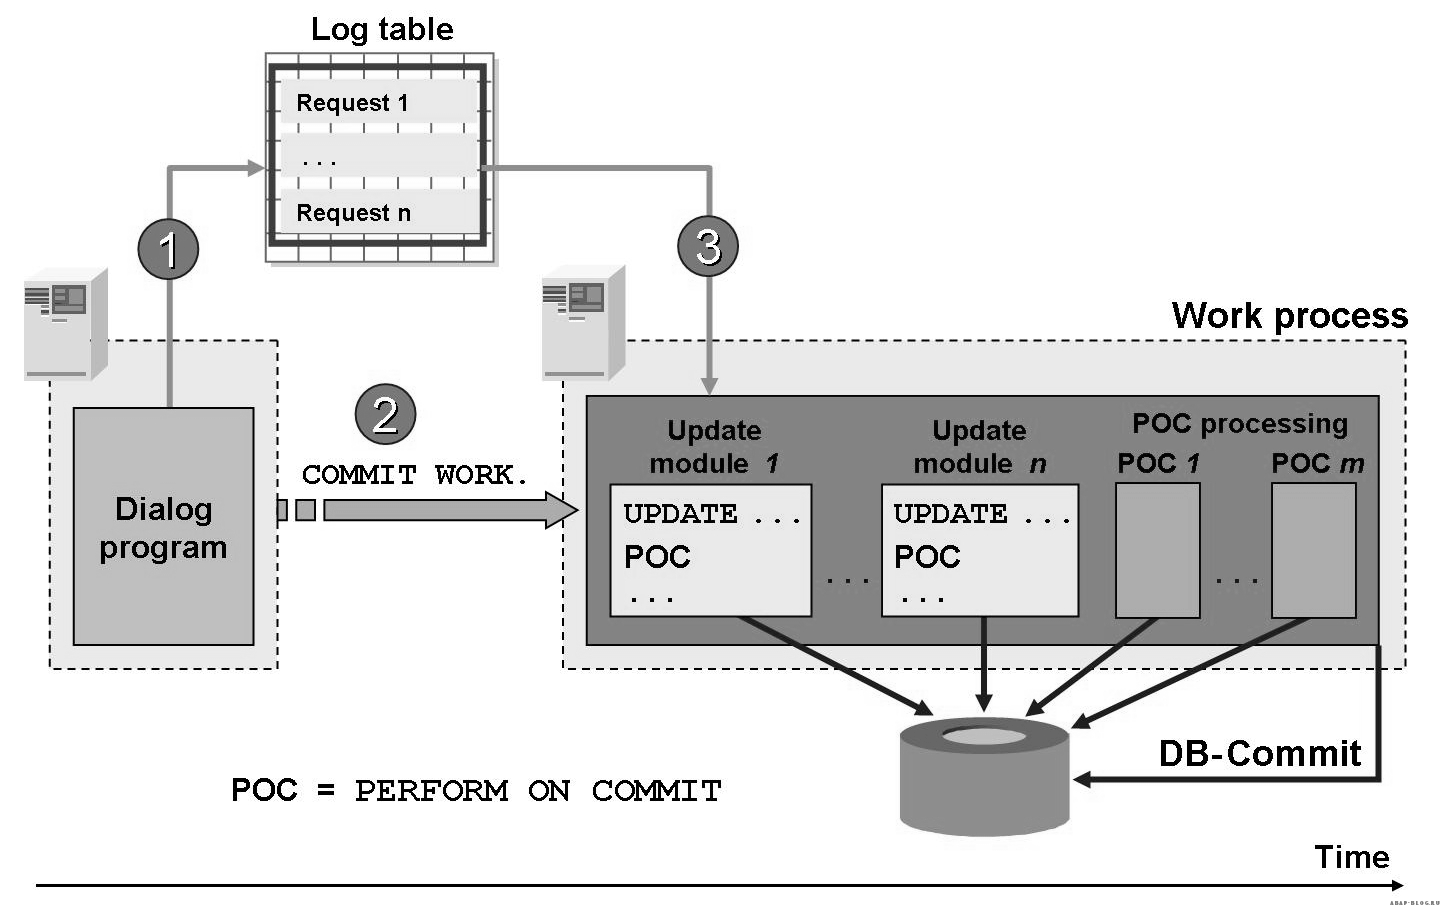 Log table
Request 1
...
Request n
1
3
Work process
2
COMMIT WORK.
Dialog
program
Update
module 1
Update
module n
POC processing
POC 1
POC m
UPDATE ...
POC
...
...
UPDATE ...
POC
...
...
DB-Commit
POC = PERFORM ON COMMIT
Time
ABAP-BLOG.RU